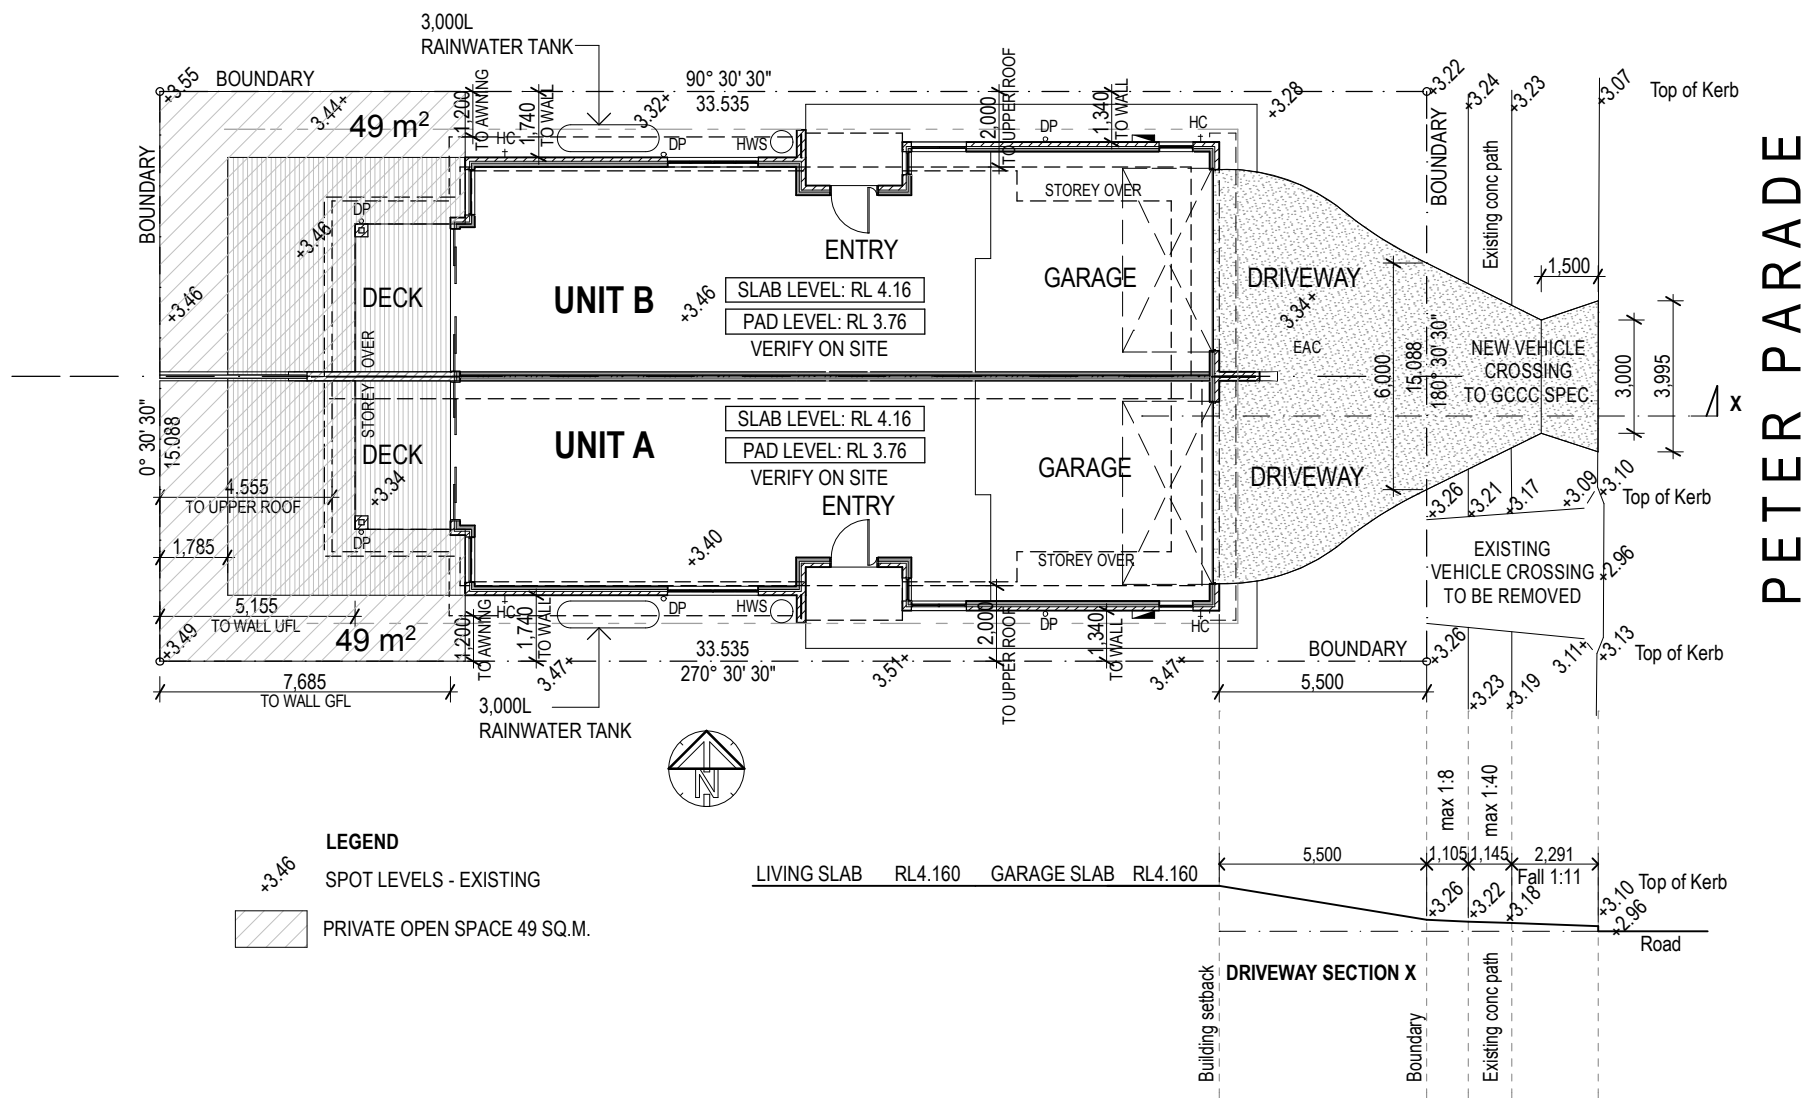 3,000L
RAINWATER TANK
+3.55
BOUNDARY
3.44+
49 m²
1,200
TO AWNING
1,740
TO WALL
3.32+
90° 30' 30"
33.535
2,000
TO UPPER ROOF
1,340
TO WALL
+3.28
+3.22
+3.24
+3.23
+3.07
Top of Kerb
HC
DP
HWS
DP
HC
BOUNDARY
BOUNDARY
Existing conc path
PETER PARADE
STOREY OVER
DP
+3.46
ENTRY
+3.46
DECK
UNIT B
+3.46
SLAB LEVEL: RL 4.16
PAD LEVEL: RL 3.76
VERIFY ON SITE
GARAGE
DRIVEWAY
3.34+
EAC
1,500
6,000
15.088
180° 30' 30"
NEW VEHICLE
CROSSING
TO GCCC SPEC.
3,000
3,995
X
STOREY OVER
0° 30' 30"
15.088
DECK
UNIT A
SLAB LEVEL: RL 4.16
PAD LEVEL: RL 3.76
VERIFY ON SITE
GARAGE
DRIVEWAY
4,555
TO UPPER ROOF
+3.34
ENTRY
+3.26
+3.21
+3.17
+3.09
+3.10
Top of Kerb
DP
1,785
+3.40
STOREY OVER
EXISTING
VEHICLE CROSSING
TO BE REMOVED
+2.96
5,155
TO WALL UFL
HC
DP
HWS
DP
HC
+3.49
49 m²
1,200
TO AWNING
1,740
TO WALL
3.47+
33.535
270° 30' 30"
3.51+
2,000
TO UPPER ROOF
1,340
TO WALL
3.47+
BOUNDARY
+3.26
3.11+
+3.13
Top of Kerb
7,685
TO WALL GFL
3,000L
RAINWATER TANK
5,500
+3.23
+3.19
N
max 1:8
max 1:40
LEGEND
+3.46
SPOT LEVELS - EXISTING
PRIVATE OPEN SPACE 49 SQ.M.
LIVING SLAB RL4.160 GARAGE SLAB RL4.160
5,500
1,105
1,145
2,291
Fall 1:11
+3.26
+3.22
+3.18
+3.10
Top of Kerb
+2.96
Road
DRIVEWAY SECTION X
Building setback
Boundary
Existing conc path